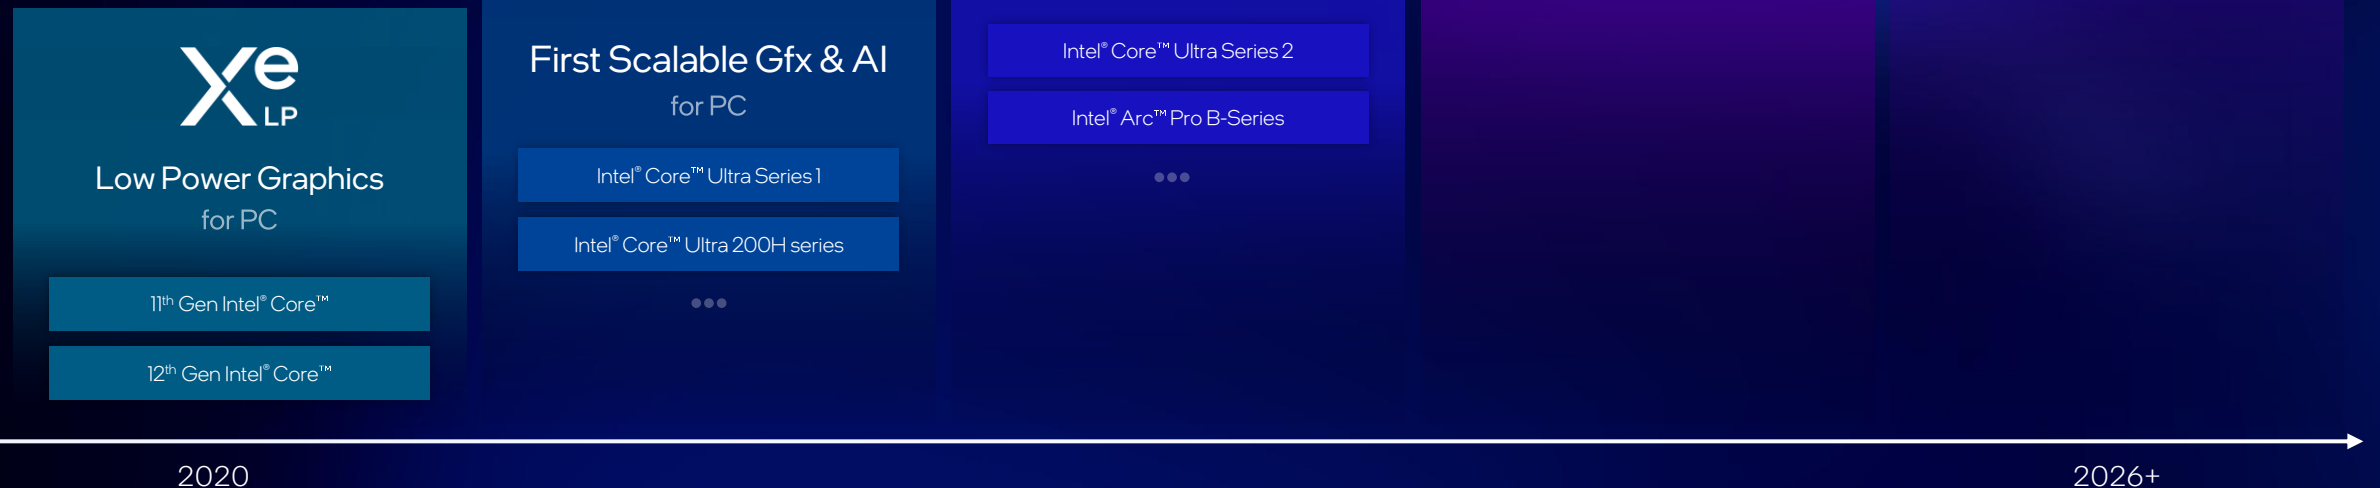 Xe
LP
Low Power Graphics
for PC
11th Gen Intel® Core™
12th Gen Intel® Core™
First Scalable Gfx & AI
for PC
Intel® Core™ Ultra Series 1
Intel® Core™ Ultra 200H series
•••
Intel® Core™ Ultra Series 2
Intel® Arc™ Pro B-Series
•••
2020
2026+